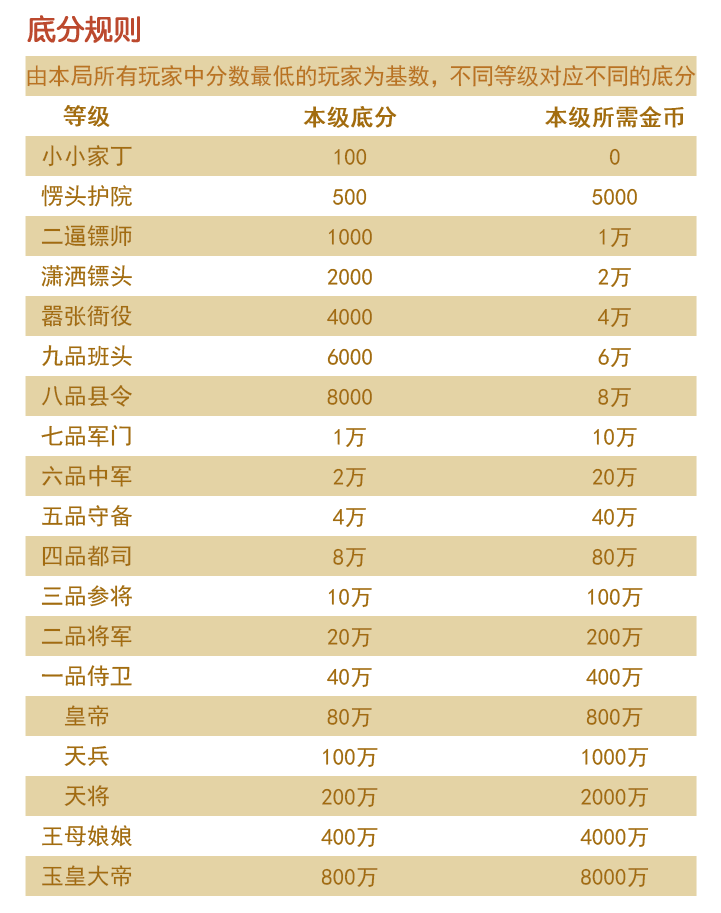 底分规则
由本局所有玩家中分数最低的玩家为基数，不同等级对应不同的底分
等级 本级底分 本级所需金币
小小家丁 100 0
愣头护院 500 5000
二逼镖师 1000 1万
潇洒镖头 2000 2万
嚣张衙役 4000 4万
九品班头 6000 6万
八品县令 8000 8万
七品军门 1万 10万
六品中军 2万 20万
五品守备 4万 40万
四品都司 8万 80万
三品参将 10万 100万
二品将军 20万 200万
一品侍卫 40万 400万
皇帝 80万 800万
天兵 100万 1000万
天将 200万 2000万
王母娘娘 400万 4000万
玉皇大帝 800万 8000万